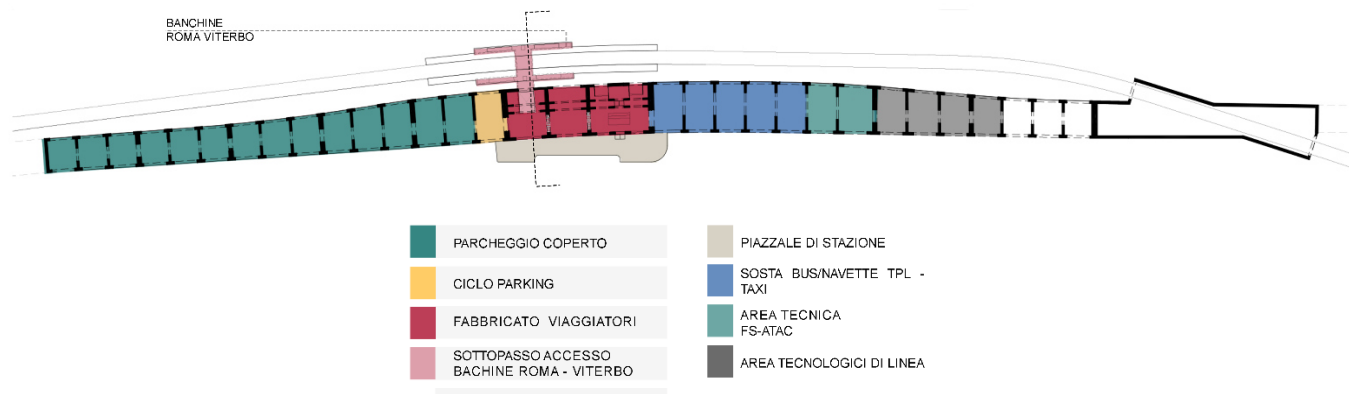 BANCHINE
ROMA VITERBO
PARCHEGGIO COPERTO
CICLO PARKING
FABBRICATO VIAGGIATORI
SOTTOPASSO ACCESSO
BACHINE ROMA - VITERBO
PIAZZALE DI STAZIONE
SOSTA BUS/NAVETTE TPL -
TAXI
AREA TECNICA
FS-ATAC
AREA TECNOLOGICI DI LINEA